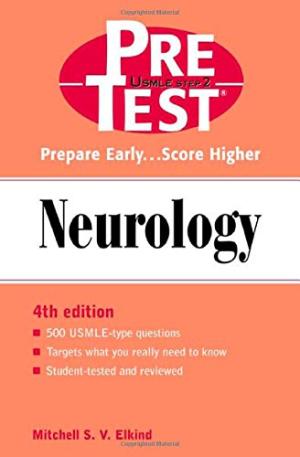 PRE
USMLE STEP 2
TEST®
Prepare Early...Score Higher
Neurology
4th edition
500 USMLE-type questions
Targets what you really need to know
Student-tested and reviewed
Mitchell S. V. Elkind